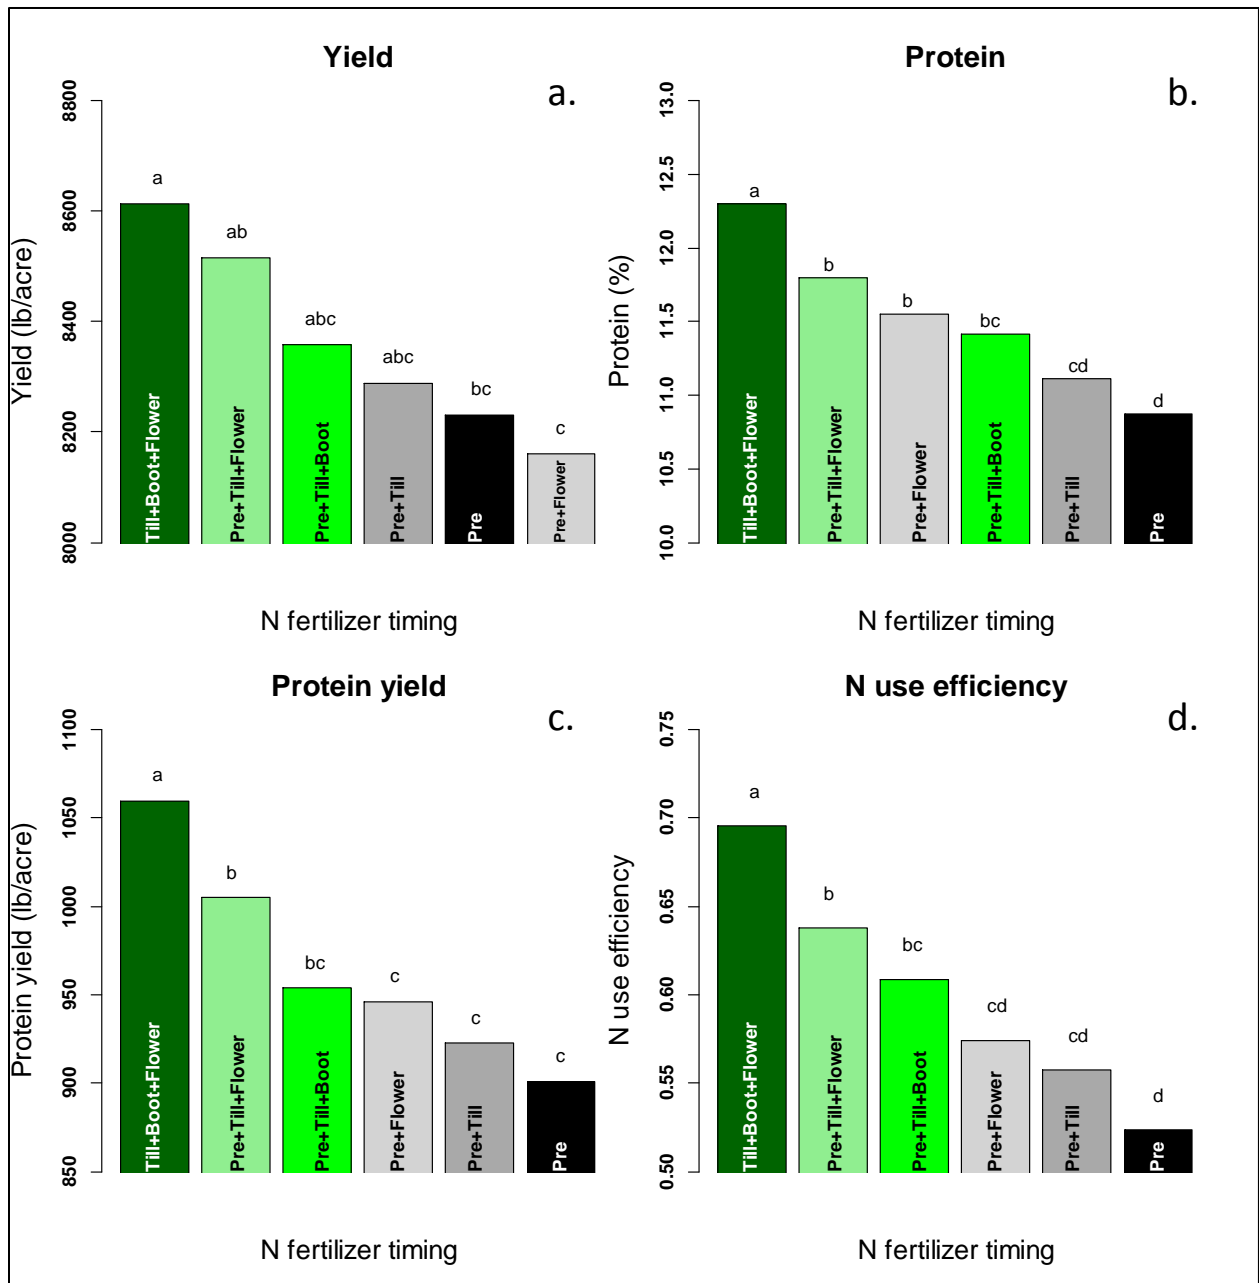 Yield
a.
Yield (lb/acre)
8800
8600
8400
8200
8000
a
ab
abc
abc
bc
c
Till+Boot+Flower
Pre+Till+Flower
Pre+Till+Boot
Pre+Till
Pre
Pre+Flower
N fertilizer timing
Protein
b.
Protein (%)
13.0
12.5
12.0
11.5
11.0
10.5
10.0
a
b
b
bc
cd
d
Till+Boot+Flower
Pre+Till+Flower
Pre+Flower
Pre+Till+Boot
Pre+Till
Pre
N fertilizer timing
Protein yield
c.
Protein yield (lb/acre)
1100
1050
1000
950
900
850
a
b
bc
c
c
c
Till+Boot+Flower
Pre+Till+Flower
Pre+Till+Boot
Pre+Flower
Pre+Till
Pre
N fertilizer timing
N use efficiency
d.
N use efficiency
0.75
0.70
0.65
0.60
0.55
0.50
a
b
bc
cd
cd
d
Till+Boot+Flower
Pre+Till+Flower
Pre+Till+Boot
Pre+Flower
Pre+Till
Pre
N fertilizer timing